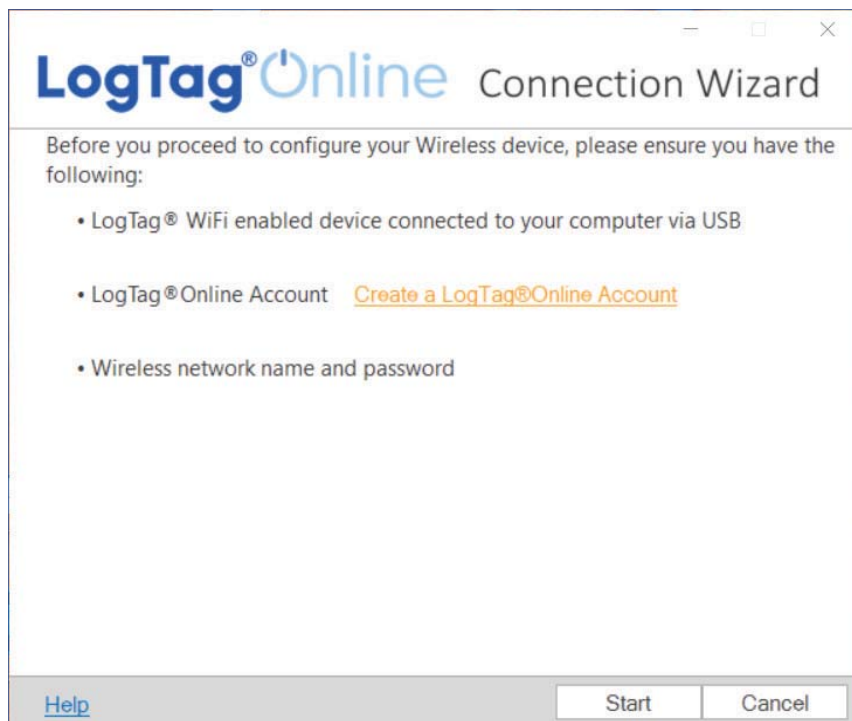 LogTag®Online Connection Wizard
Before you proceed to configure your Wireless device, please ensure you have the
following:
• LogTag® WiFi enabled device connected to your computer via USB
• LogTag®Online Account Create a LogTag®Online Account
• Wireless network name and password
Help Start Cancel